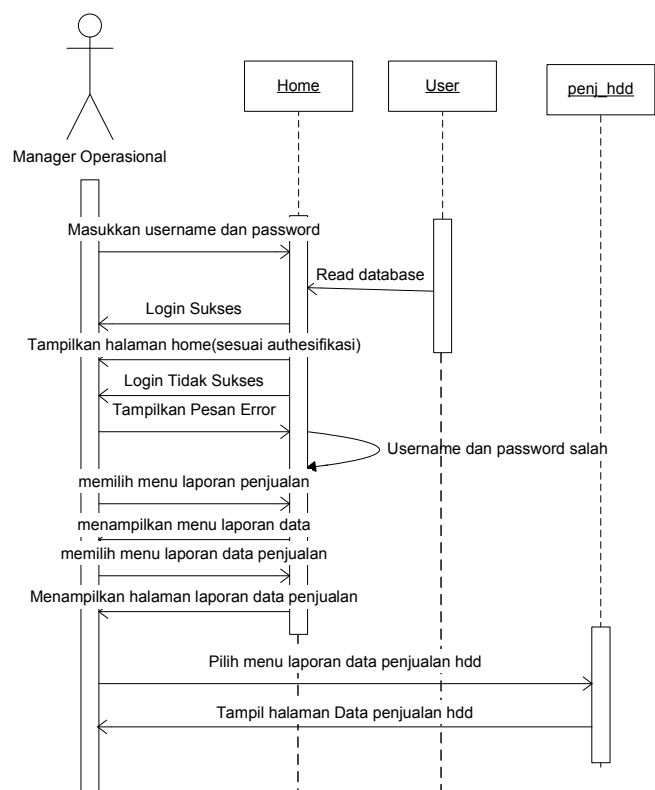 Home
User
penj_hdd
Manager Operasional
Masukkan username dan password
Read database
Login Sukses
Tampilkan halaman home(sesuai authesifikasi)
Login Tidak Sukses
Tampilkan Pesan Error
Username dan password salah
memilih menu laporan penjualan
menampilkan menu laporan data
memilih menu laporan data penjualan
Menampilkan halaman laporan data penjualan
Pilih menu laporan data penjualan hdd
Tampil halaman Data penjualan hdd